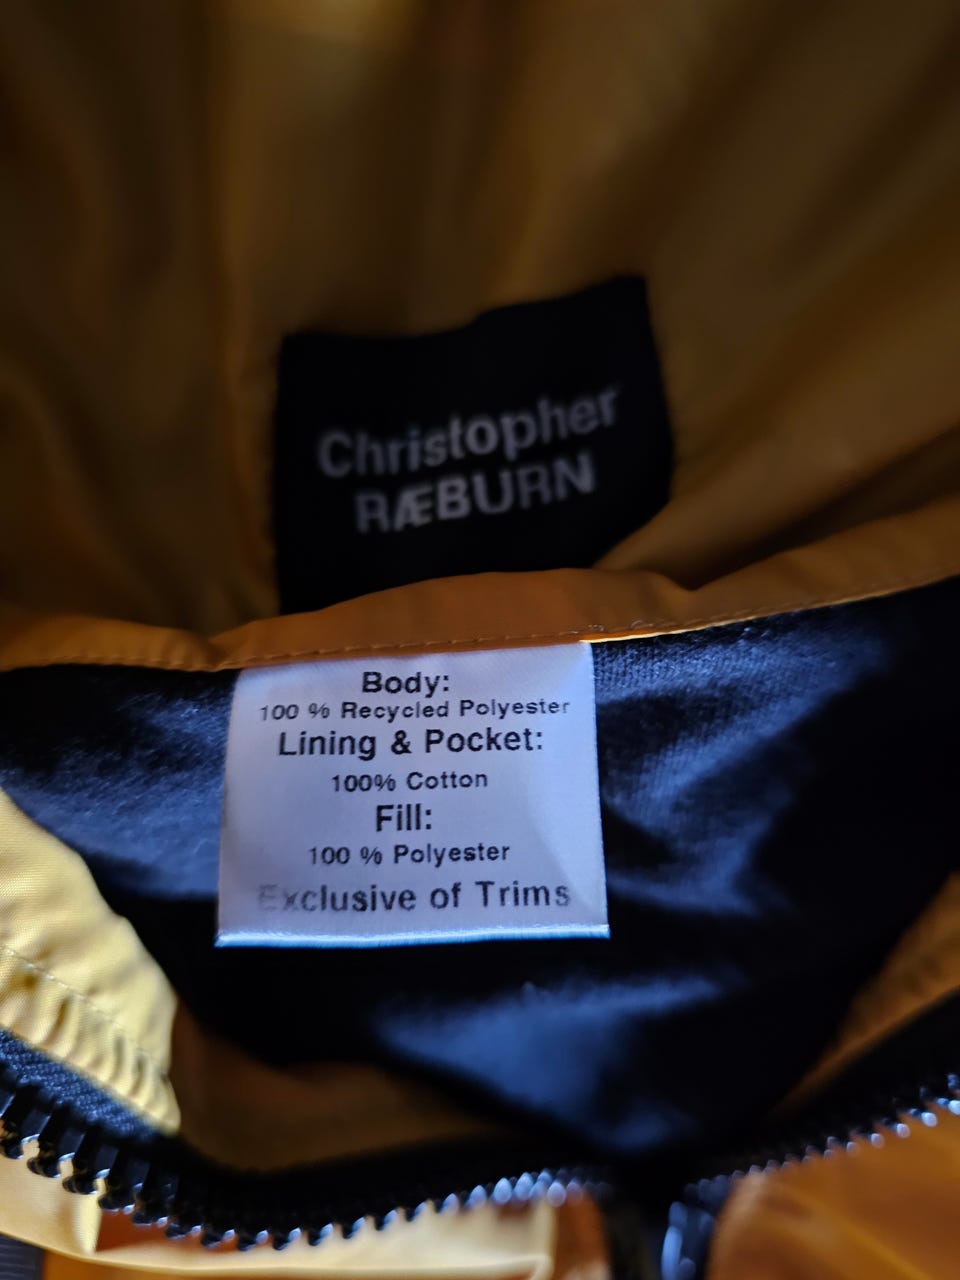 Christopher
RÆBURN
Body:
100 % Recycled Polyester
Lining & Pocket:
100% Cotton
Fill:
100 % Polyester
Exclusive of Trims